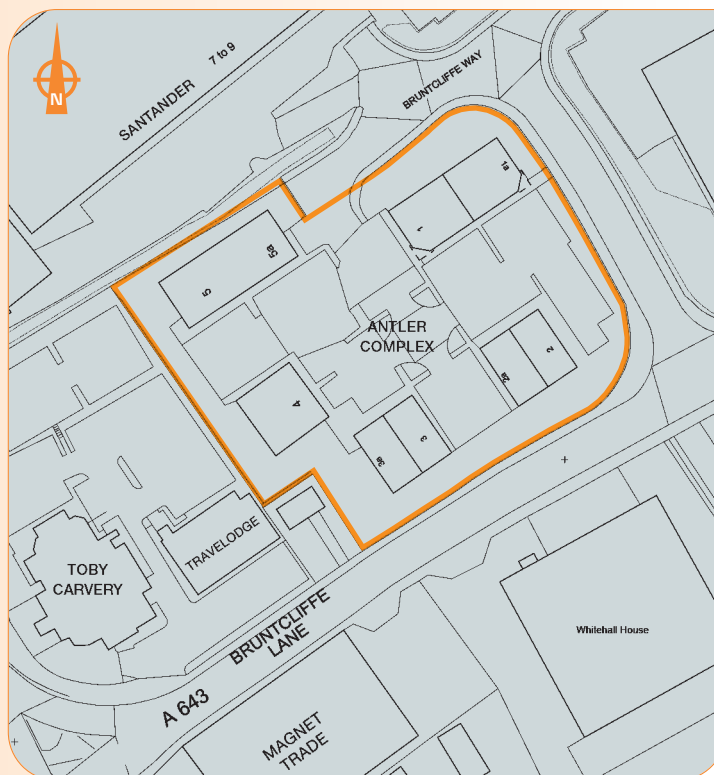 N
SANTANDER
7 to 9
BRUNTCLIFFE WAY
1a
1
5a
5
ANTLER
COMPLEX
2
2a
4
3
3a
TRAVELODGE
TOBY
CARVERY
BRUNTCLIFFE
LANE
Whitehall House
A 643
MAGNET
TRADE